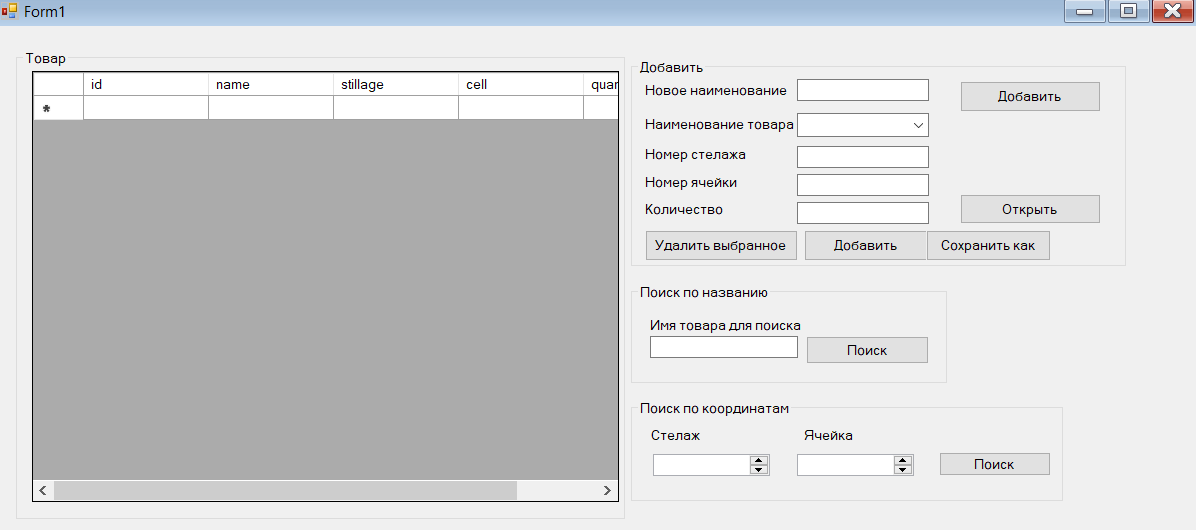 Form1
Товар
id name stillage cell quar
*
Добавить
Новое наименование
Добавить
Наименование товара
Номер стелажа
Номер ячейки
Количество
Открыть
Удалить выбранное
Добавить
Сохранить как
Поиск по названию
Имя товара для поиска
Поиск
Поиск по координатам
Стелаж
Ячейка
Поиск